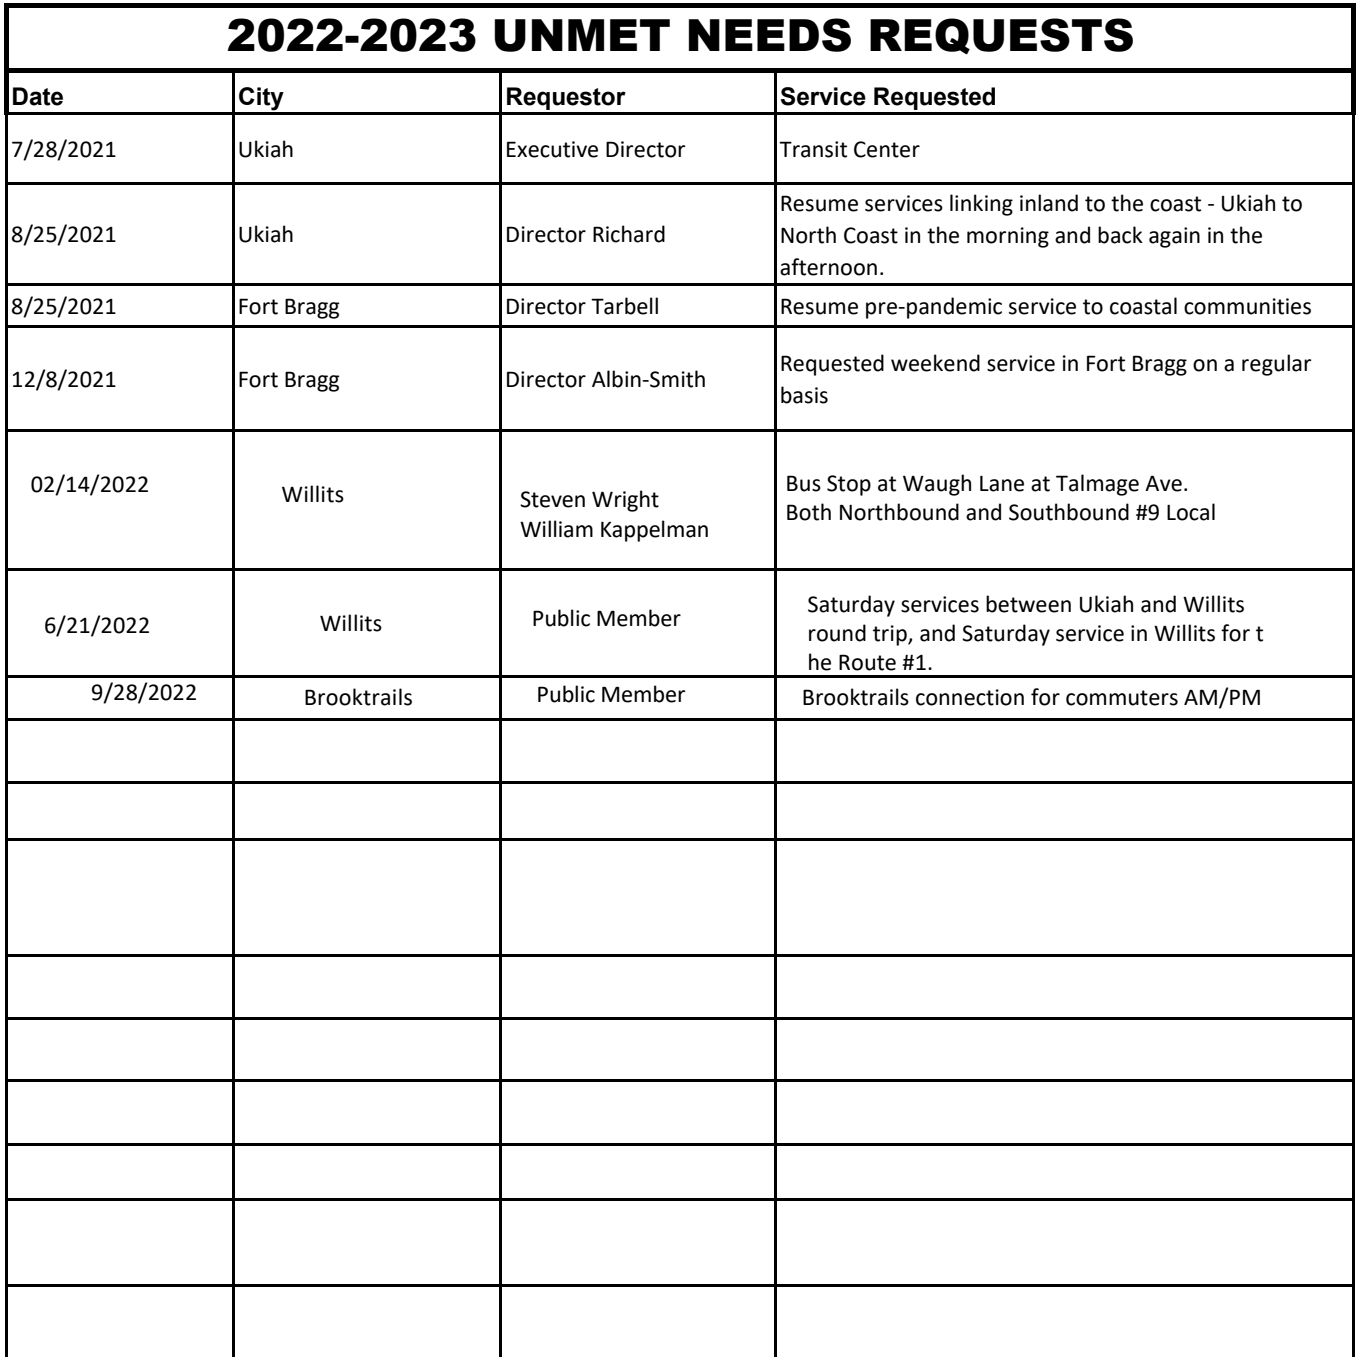 2022-2023 UNMET NEEDS REQUESTS
Date City Requestor Service Requested
7/28/2021 Ukiah Executive Director Transit Center
8/25/2021 Ukiah Director Richard Resume services linking inland to the coast - Ukiah to
North Coast in the morning and back again in the
afternoon.
8/25/2021 Fort Bragg Director Tarbell Resume pre-pandemic service to coastal communities
12/8/2021 Fort Bragg Director Albin-Smith Requested weekend service in Fort Bragg on a regular
basis
02/14/2022 Willits Steven Wright
William Kappelman
Bus Stop at Waugh Lane at Talmage Ave.
Both Northbound and Southbound #9 Local
6/21/2022 Willits Public Member Saturday services between Ukiah and Willits
round trip, and Saturday service in Willits for t
he Route #1.
9/28/2022 Brooktrails Public Member Brooktrails connection for commuters AM/PM